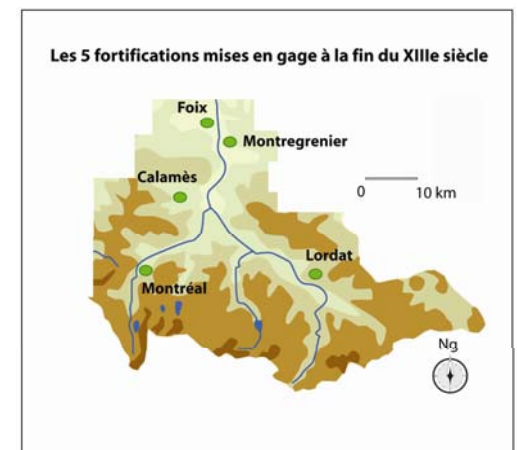 Les 5 fortifications mises en gage à la fin du XIIIe siècle
Foix
Montregrenier
Calamès
0 10 km
Lordat
Montréal
Ng